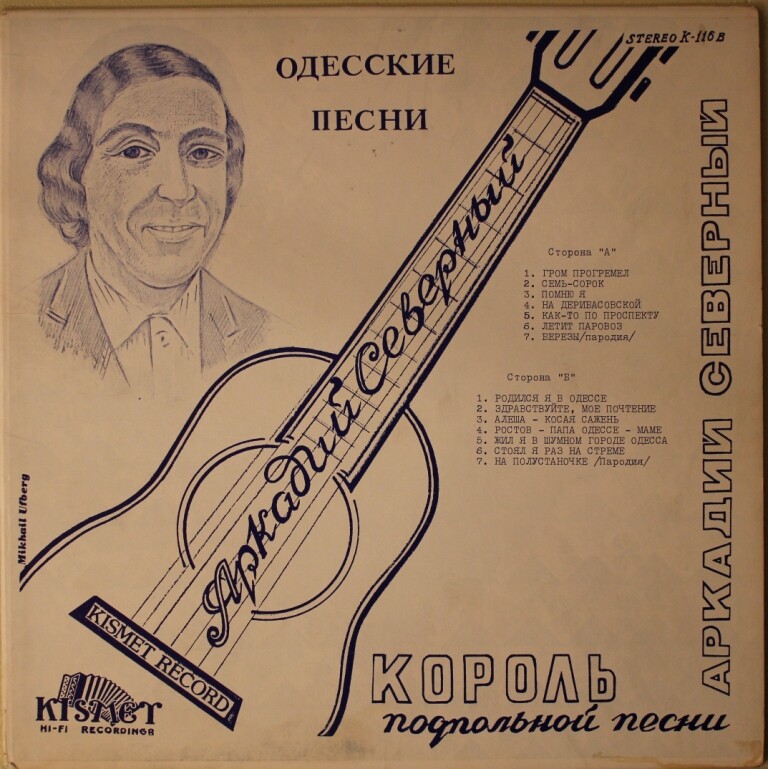 STEREO K-116 B
ОДЕССКИЕ
ПЕСНИ
Аркадий Северный
АРКАДИЙ СЕВЕРНЫЙ
Сторона "А"
1. ГРОМ ПРОГРЕМЕЛ
2. СЕМЬ-СОРОК
3. ПОМНЮ Я
4. НА ДЕРИБАСОВСКОЙ
5. КАК-ТО ПО ПРОСПЕКТУ
6. ЛЕТИТ ПАРОВОЗ
7. БЕРЕЗЫ/пародия/
Сторона "Б"
1. РОДИЛСЯ Я В ОДЕССЕ
2. ЗДРАВСТВУЙТЕ, МОЕ ПОЧТЕНИЕ
3. АЛЕША - КОСАЯ САЖЕНЬ
4. РОСТОВ - ПАПА ОДЕССЕ - МАМЕ
5. ЖИЛ Я В ШУМНОМ ГОРОДЕ ОДЕССА
6. СТОЯЛ Я РАЗ НА СТРЕМЕ
7. НА ПОЛУСТАНОЧКЕ /Пародия/
Mikhail Ufberg
KISMET RECORD
KISMET
HI-FI RECORDINGS
КОРОЛЬ
подпольной песни